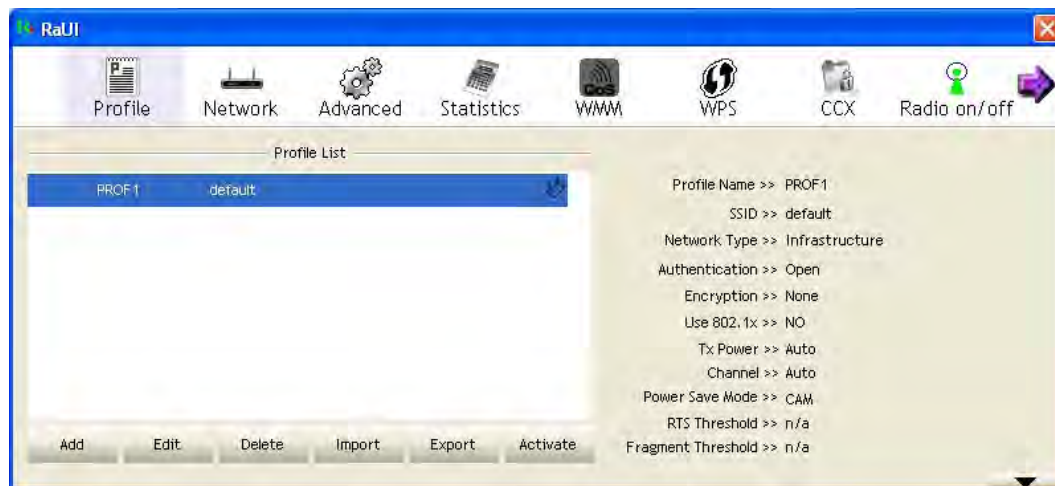 RaUI
Profile Network Advanced Statistics WMM WPS CCX Radio on/off
QoS
Profile List
PROF1 default
Profile Name >> PROF1
SSID >> default
Network Type >> Infrastructure
Authentication >> Open
Encryption >> None
Use 802.1x >> NO
Tx Power >> Auto
Channel >> Auto
Power Save Mode >> CAM
RTS Threshold >> n/a
Fragment Threshold >> n/a
Add Edit Delete Import Export Activate